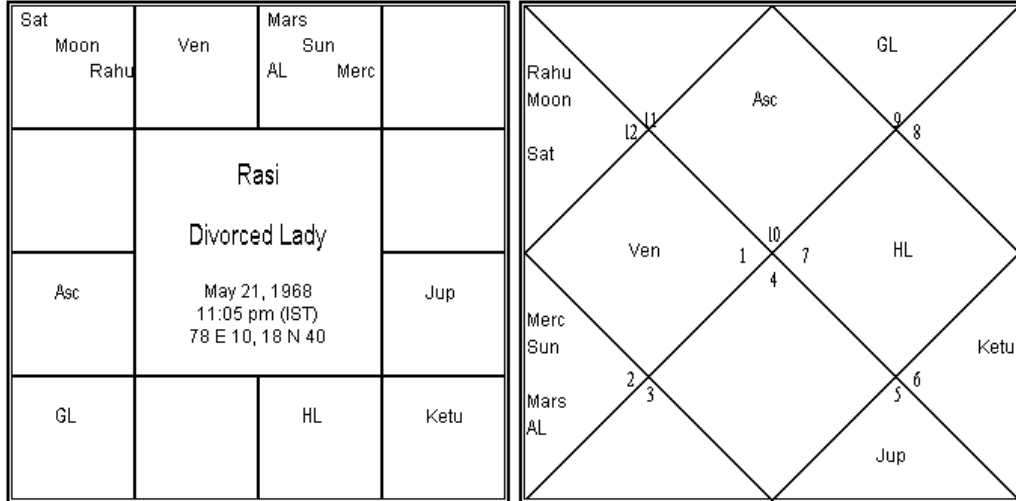 Sat
Moon
Rahu
Ven
Mars
Sun
AL Merc
Rasi
Divorced Lady
May 21, 1968
11:05 pm (IST)
78 E 10, 18 N 40
Asc
Jup
GL
HL
Ketu
GL
Rahu
Moon
Asc
11
9
12
8
Sat
10
Ven
1
7
HL
4
Merc
Sun
Ketu
2
6
3
5
Mars
AL
Jup